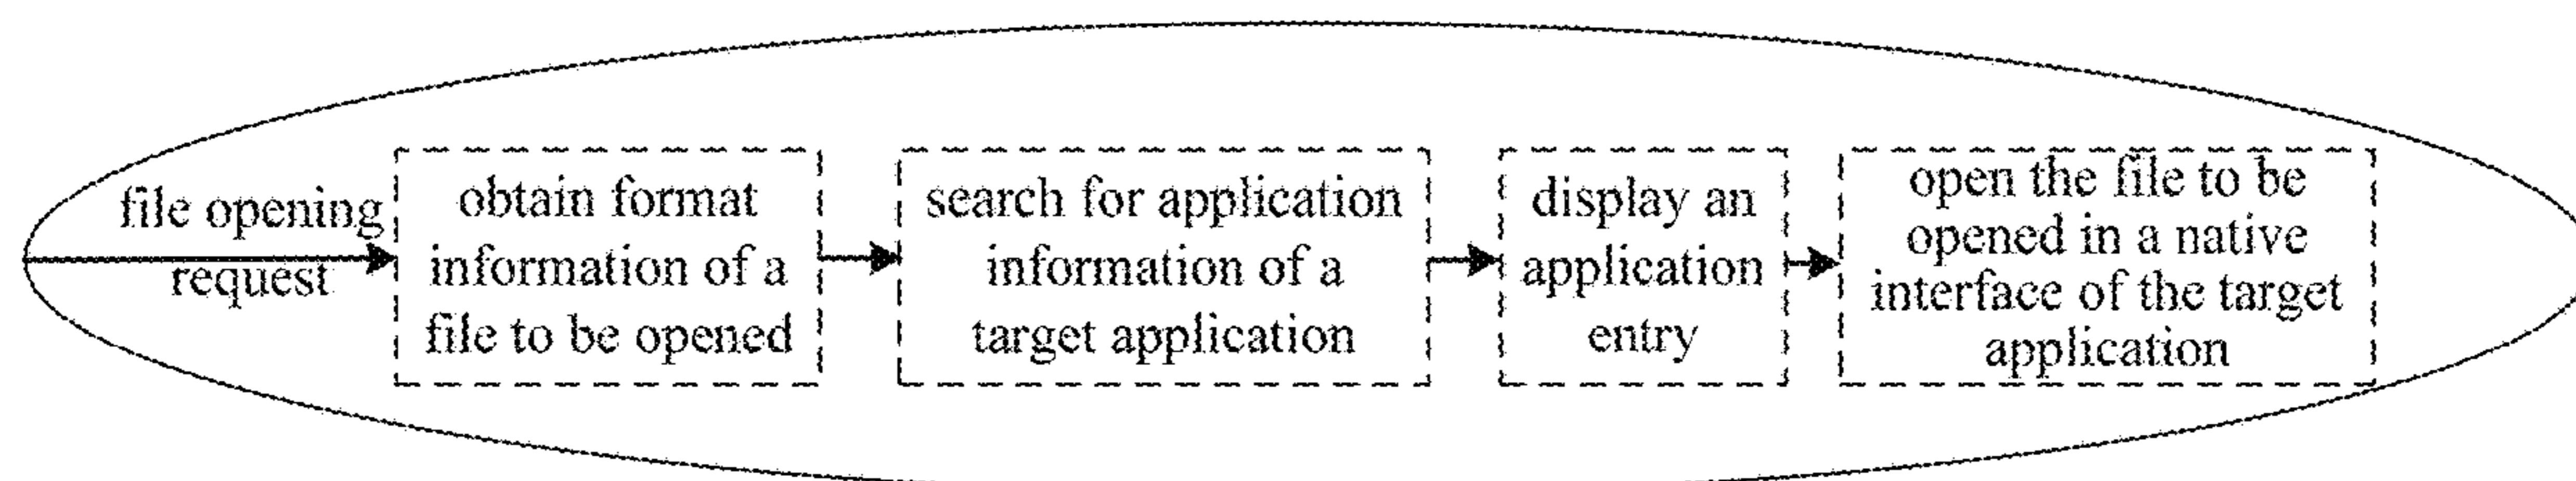 file opening
request
obtain format
information of a
file to be opened
search for application
information of a
target application
display an
application
entry
open the file to be
opened in a native
interface of the target
application